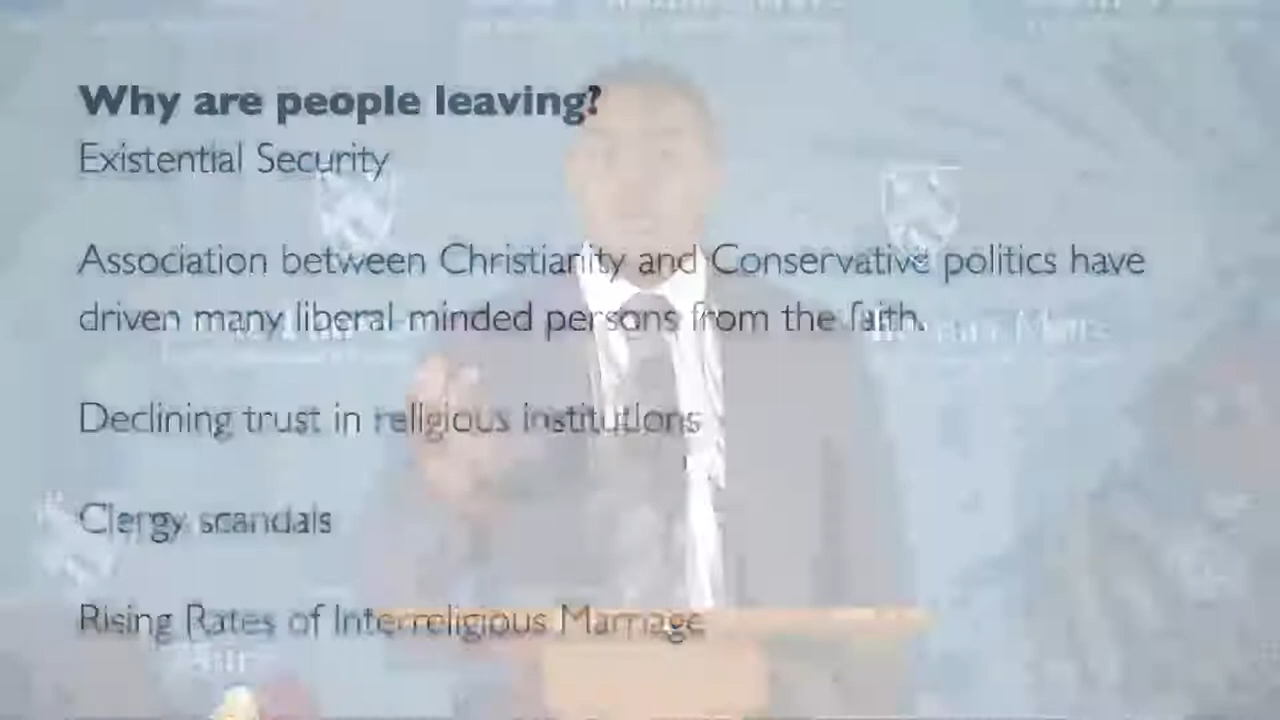 Why are people leaving?
Existential Security
Association between Christianity and Conservative politics have
driven many liberal minded persons from the faith.
Declining trust in religious institutions
Clergy scandals
Rising Rates of Interreligious Marriage